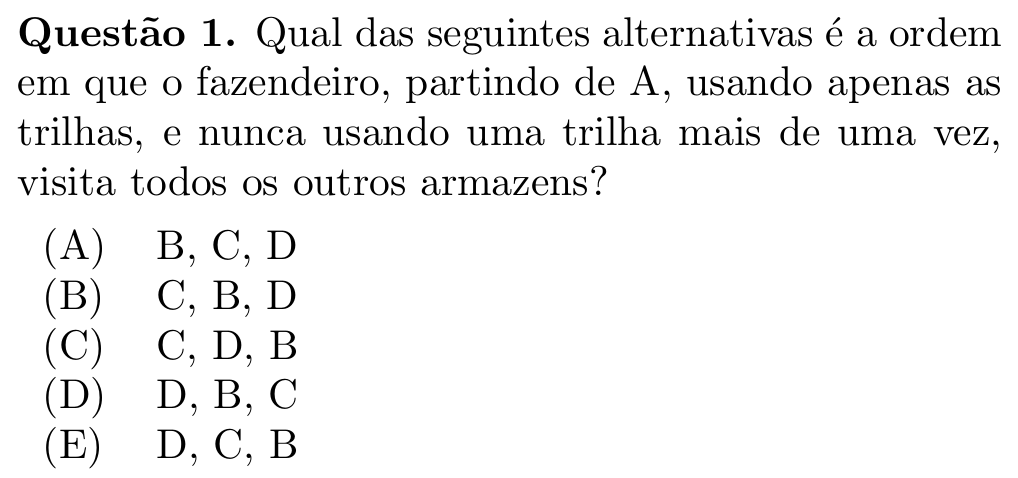 Questão 1. Qual das seguintes alternativas é a ordem
em que o fazendeiro, partindo de A, usando apenas as
trilhas, e nunca usando uma trilha mais de uma vez,
visita todos os outros armazens?
(A) B, C, D
(B) C, B, D
(C) C, D, B
(D) D, B, C
(E) D, C, B